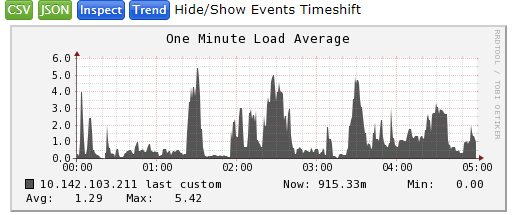 CSV JSON Inspect Trend Hide/Show Events Timeshift
One Minute Load Average
RRDTOOL / TOBI OETIKER
6.0
5.0
4.0
3.0
2.0
1.0
0.0
00:00 01:00 02:00 03:00 04:00 05:00
10.142.103.211 last custom Now: 915.33m Min: 0.00
Avg: 1.29 Max: 5.42